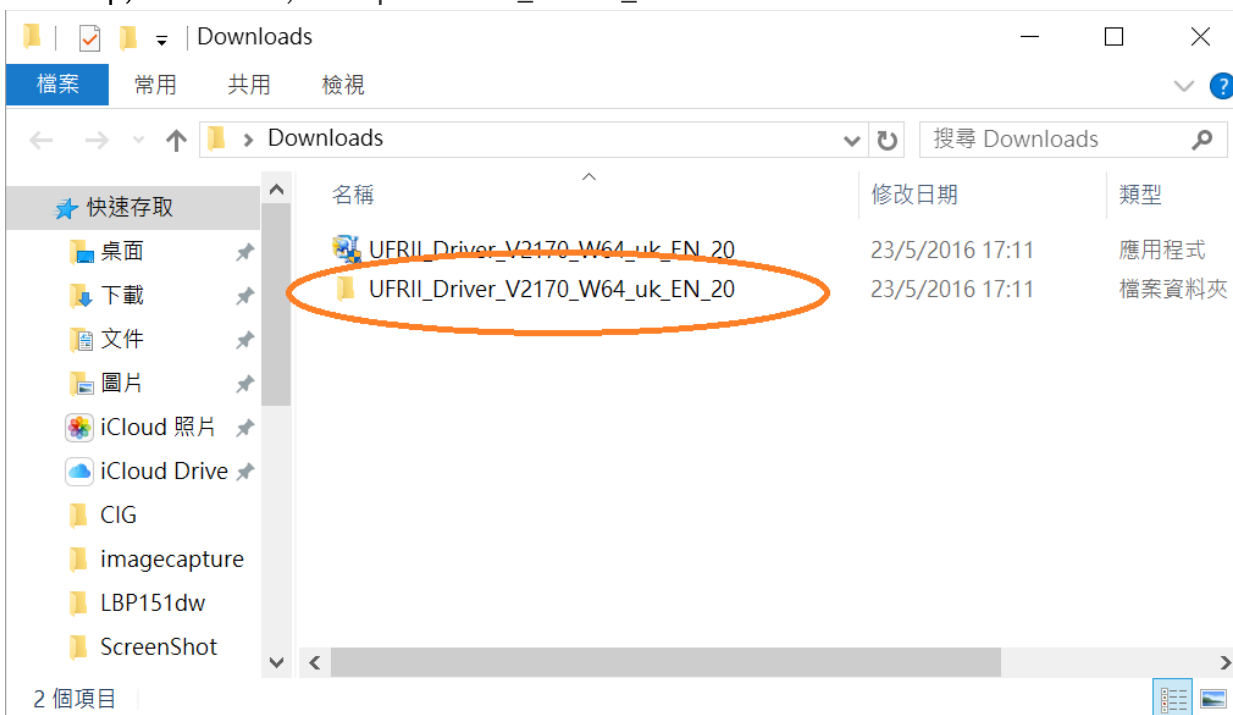 Downloads
檔案 常用 共用 檢視
Downloads 搜尋 Downloads
快速存取 名稱 修改日期 類型
桌面 UFRII_Driver_V2170_W64_uk_EN_20 23/5/2016 17:11 應用程式
下載 UFRII_Driver_V2170_W64_uk_EN_20 23/5/2016 17:11 檔案資料夾
文件
圖片
iCloud 照片
iCloud Drive
CIG
imagecapture
LBP151dw
ScreenShot
2 個項目